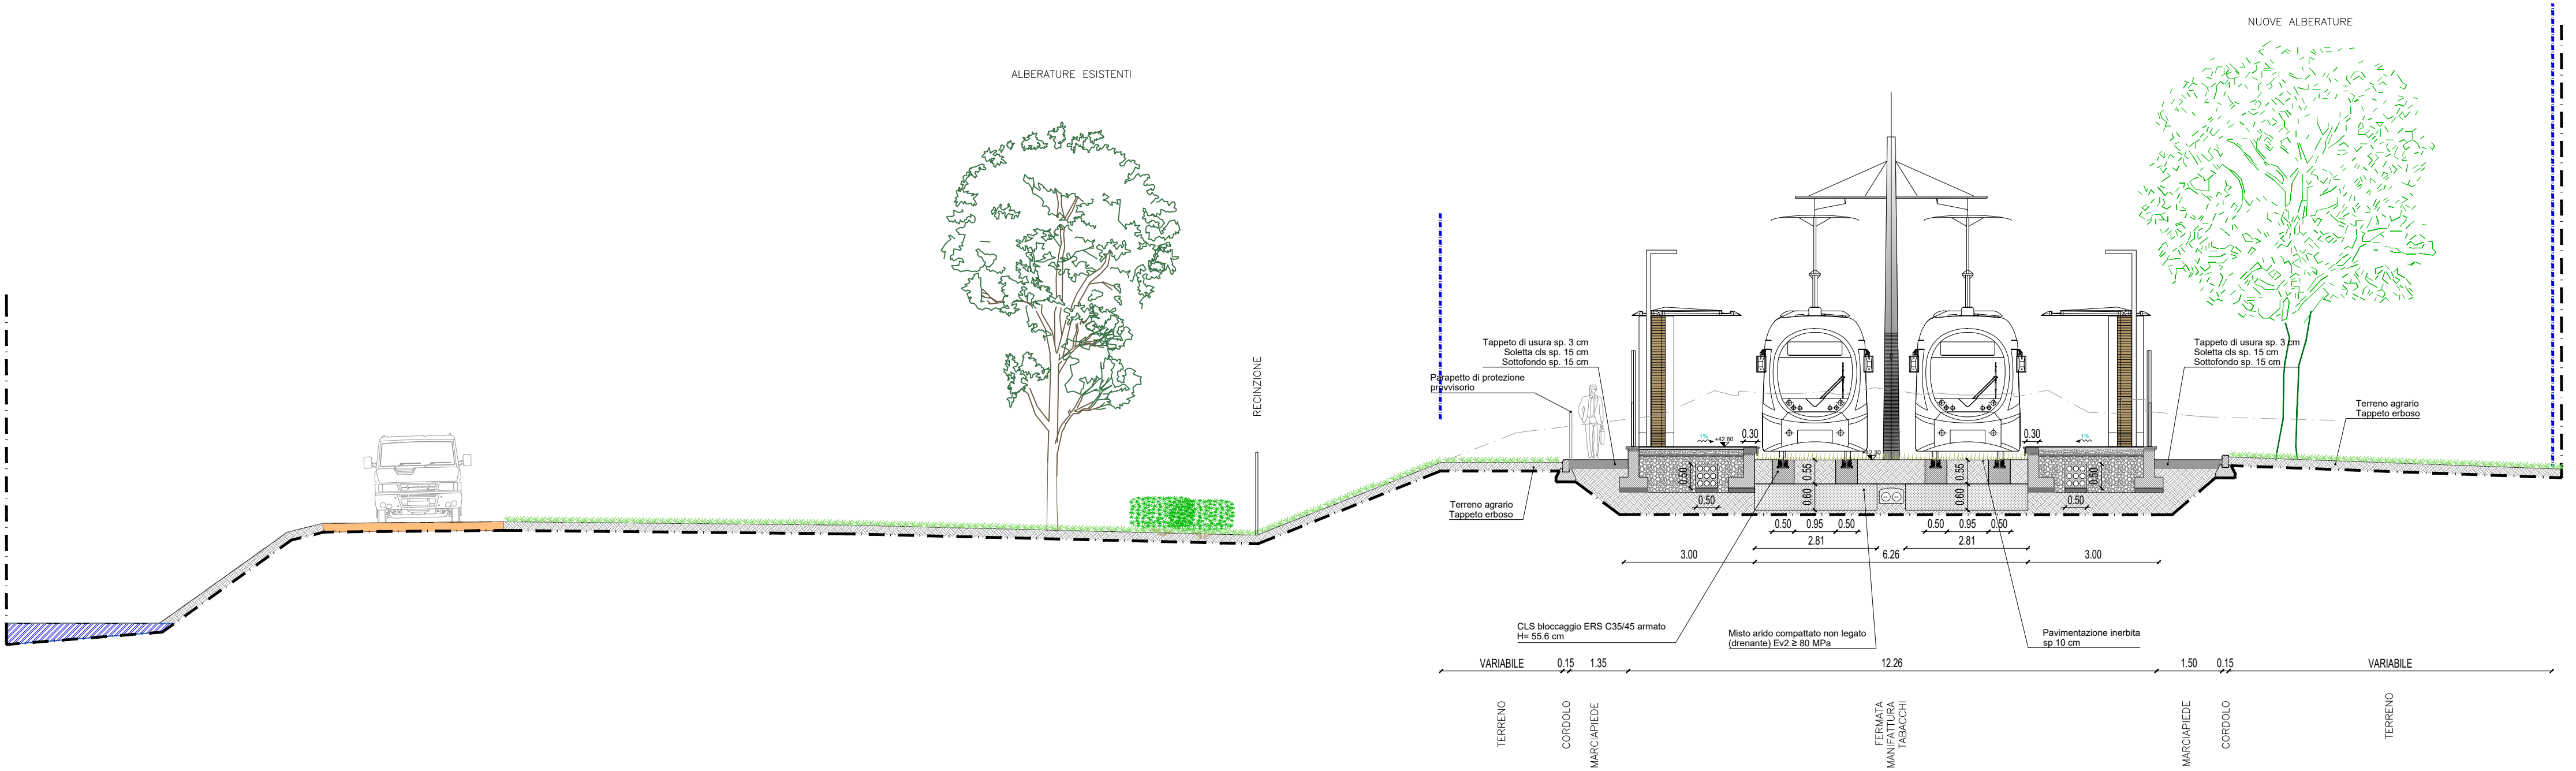 NUOVE ALBERATURE
ALBERATURE ESISTENTI
RECINZIONE
Tappeto di usura sp. 3 cm
Soletta cls sp. 15 cm
Sottofondo sp. 15 cm
Parapetto di protezione
provvisorio
Tappeto di usura sp. 3 cm
Soletta cls sp. 15 cm
Sottofondo sp. 15 cm
Terreno agrario
Tappeto erboso
1%
+42.60
0.30
0.30
1%
0.50
0.55
0.55
0.50
0.50
0.60
0.60
0.50
Terreno agrario
Tappeto erboso
0.50 0.95 0.50
0.50 0.95 0.50
2.81
2.81
3.00
6.26
3.00
CLS bloccaggio ERS C35/45 armato
H= 55.6 cm
Misto arido compattato non legato
(drenante) Ev2 ≥ 80 MPa
Pavimentazione inerbita
sp 10 cm
VARIABILE
0.15
1.35
12.26
1.50
0.15
VARIABILE
TERRENO
CORDOLO
MARCIAPIEDE
FERMATA
MANIFATTURA
TABACCHI
MARCIAPIEDE
CORDOLO
TERRENO